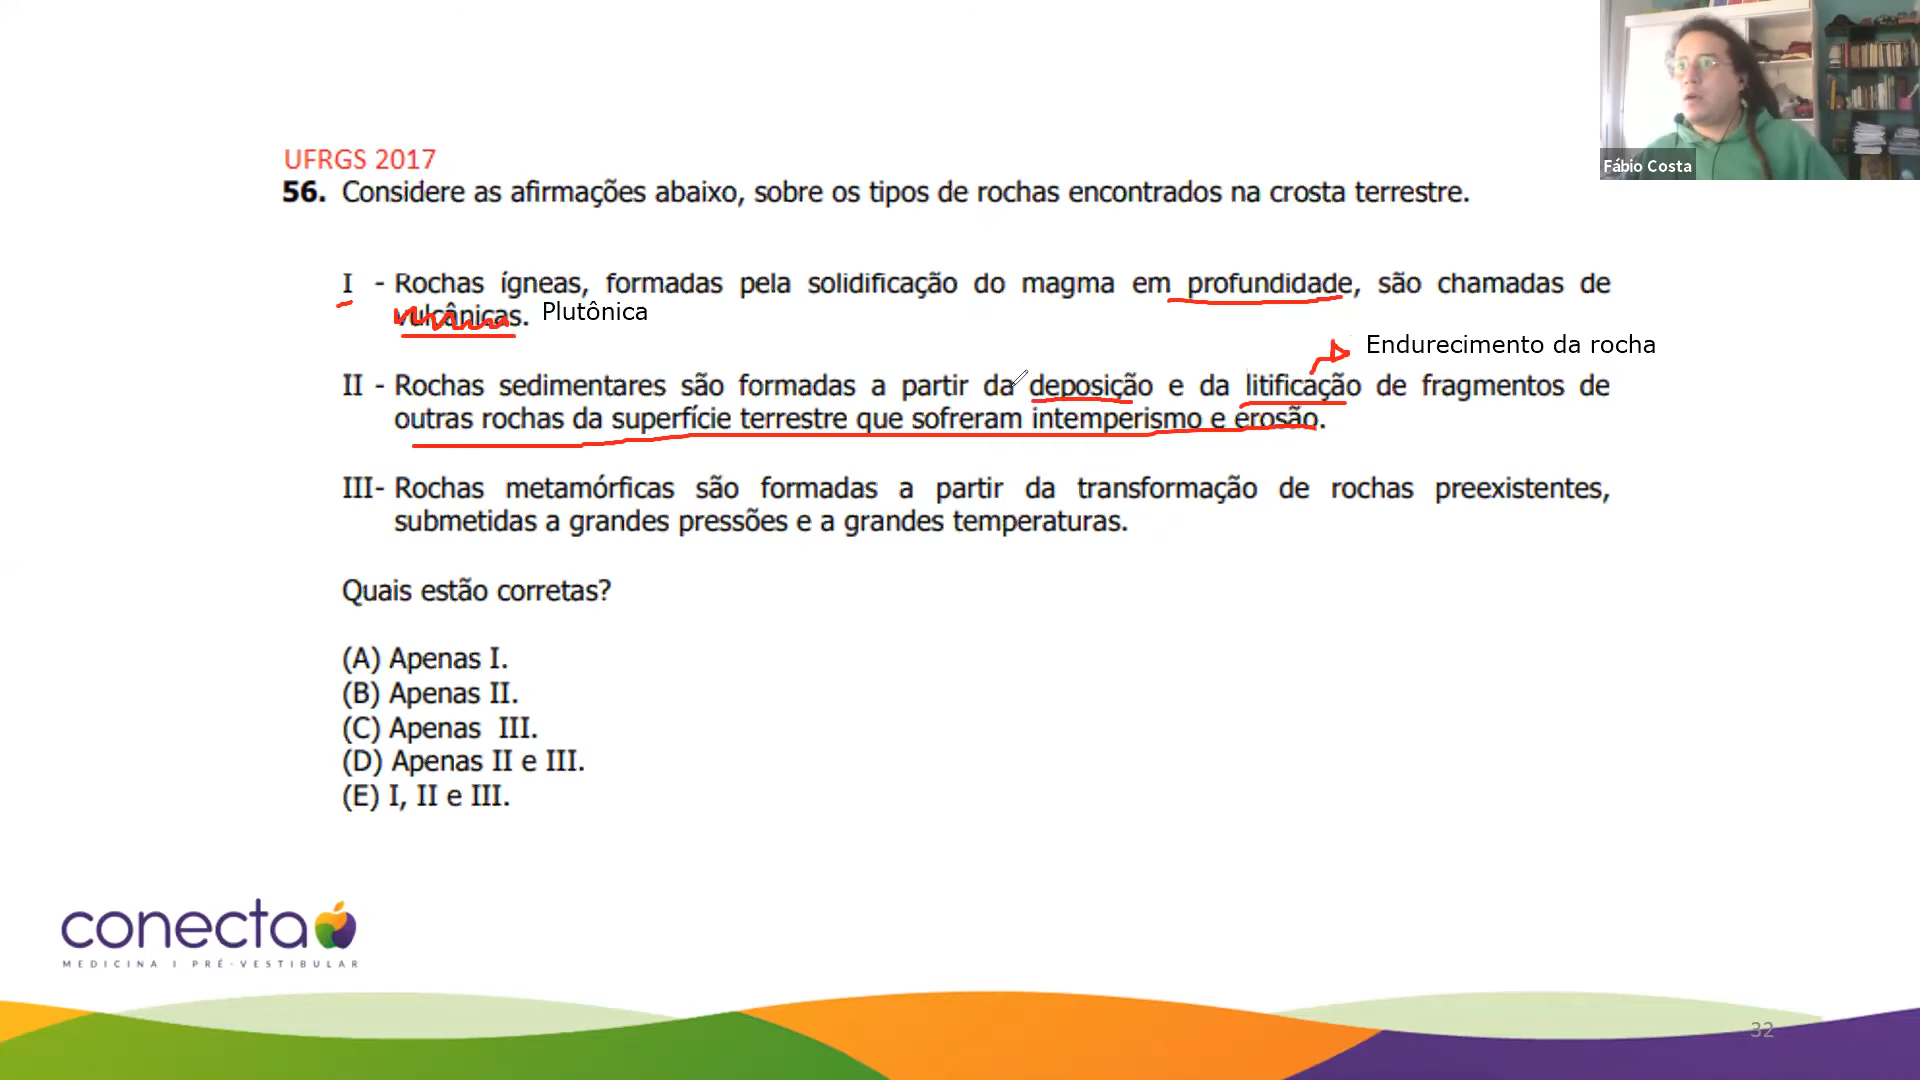 Fábio Costa
UFRGS 2017
56. Considere as afirmações abaixo, sobre os tipos de rochas encontrados na crosta terrestre.
I - Rochas ígneas, formadas pela solidificação do magma em profundidade, são chamadas de
vulcânicas. Plutônica
Endurecimento da rocha
II - Rochas sedimentares são formadas a partir da deposição e da litificação de fragmentos de
outras rochas da superfície terrestre que sofreram intemperismo e erosão.
III- Rochas metamórficas são formadas a partir da transformação de rochas preexistentes,
submetidas a grandes pressões e a grandes temperaturas.
Quais estão corretas?
(A) Apenas I.
(B) Apenas II.
(C) Apenas III.
(D) Apenas II e III.
(E) I, II e III.
conecta
MEDICINA I PRÉ-VESTIBULAR
32